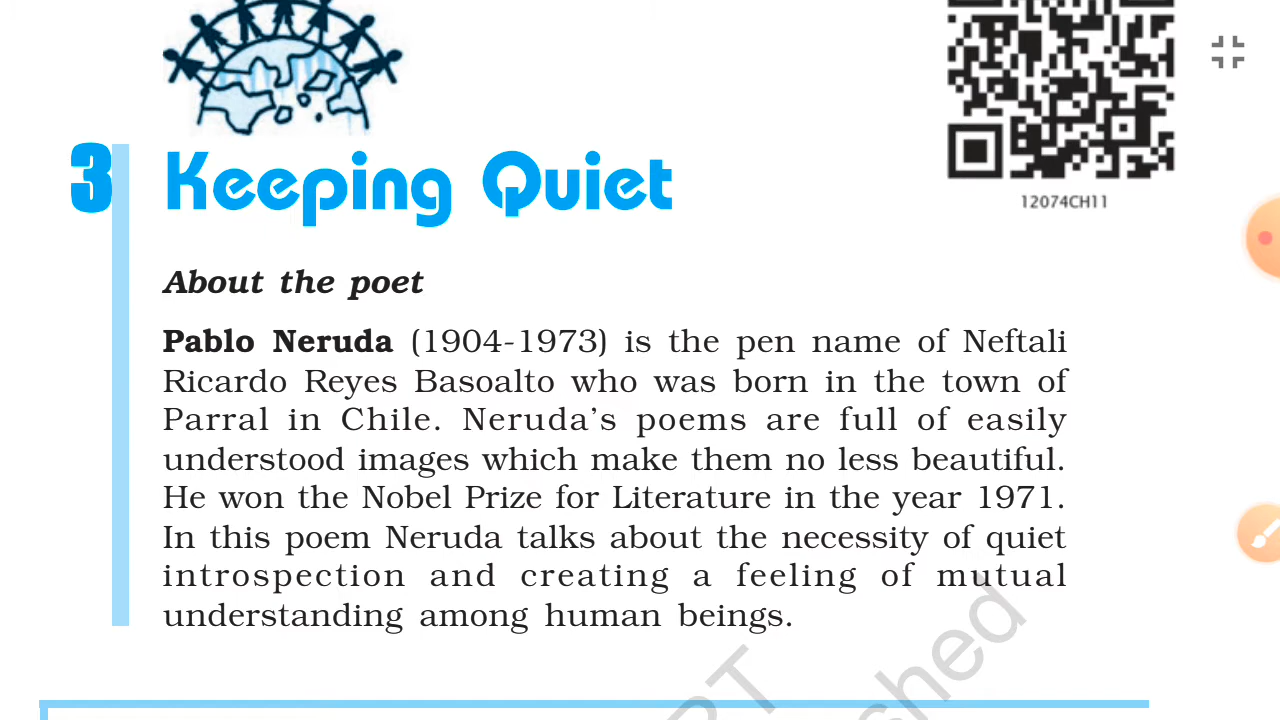 12074CH11
3 Keeping Quiet
About the poet
Pablo Neruda (1904-1973) is the pen name of Neftali
Ricardo Reyes Basoalto who was born in the town of
Parral in Chile. Neruda’s poems are full of easily
understood images which make them no less beautiful.
He won the Nobel Prize for Literature in the year 1971.
In this poem Neruda talks about the necessity of quiet
introspection and creating a feeling of mutual
understanding among human beings.